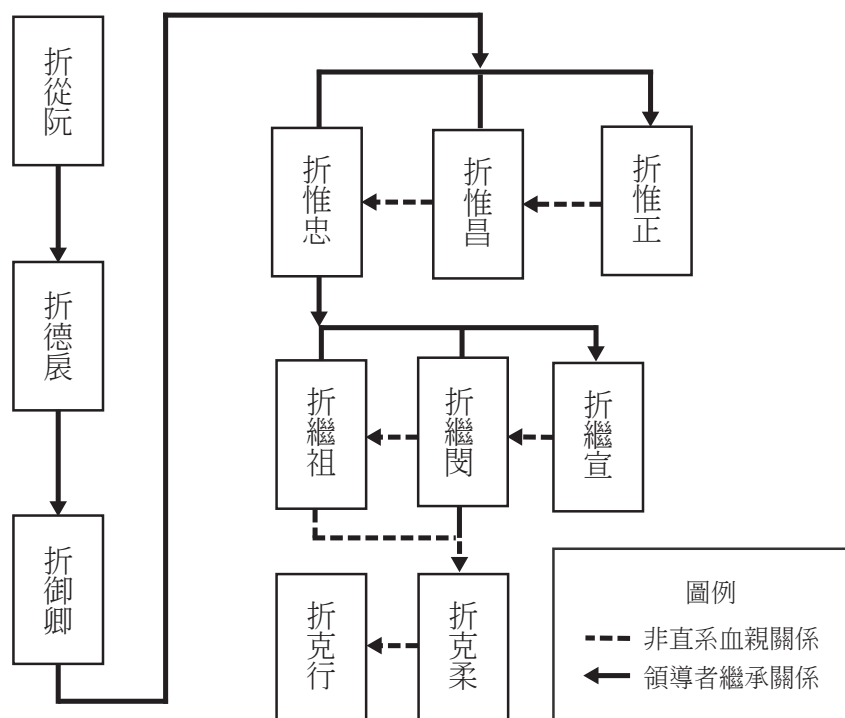 折從阮
折德扆
折御卿
折惟正
折惟昌
折惟忠
折繼宣
折繼閔
折繼祖
折克柔
折克行
圖例
非直系血親關係
領導者繼承關係